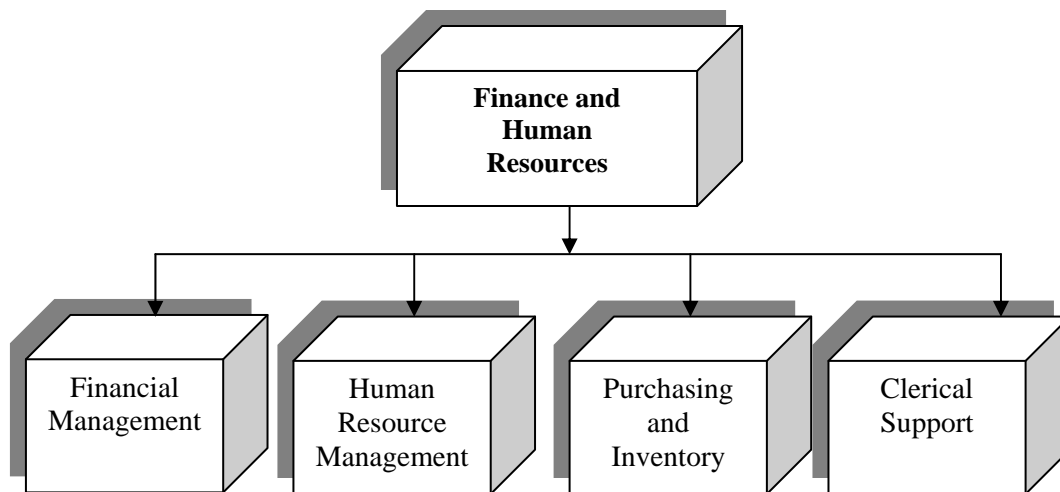 Finance and
Human
Resources
Financial
Management
Human
Resource
Management
Purchasing
and
Inventory
Clerical
Support